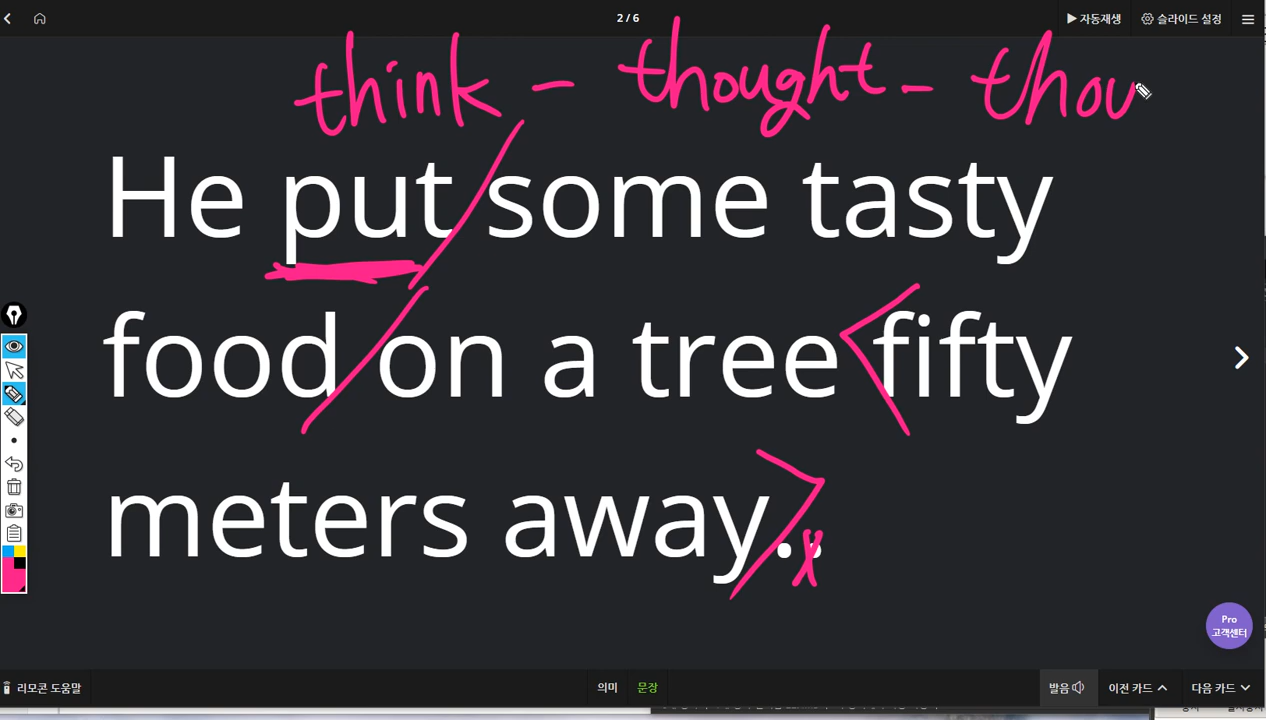 2 / 6
자동재생
슬라이드 설정
think - thought - thou
He put some tasty
food on a tree fifty
meters away..
x
Pro
고객센터
리모콘 도움말
의미
문장
발음
이전 카드
다음 카드